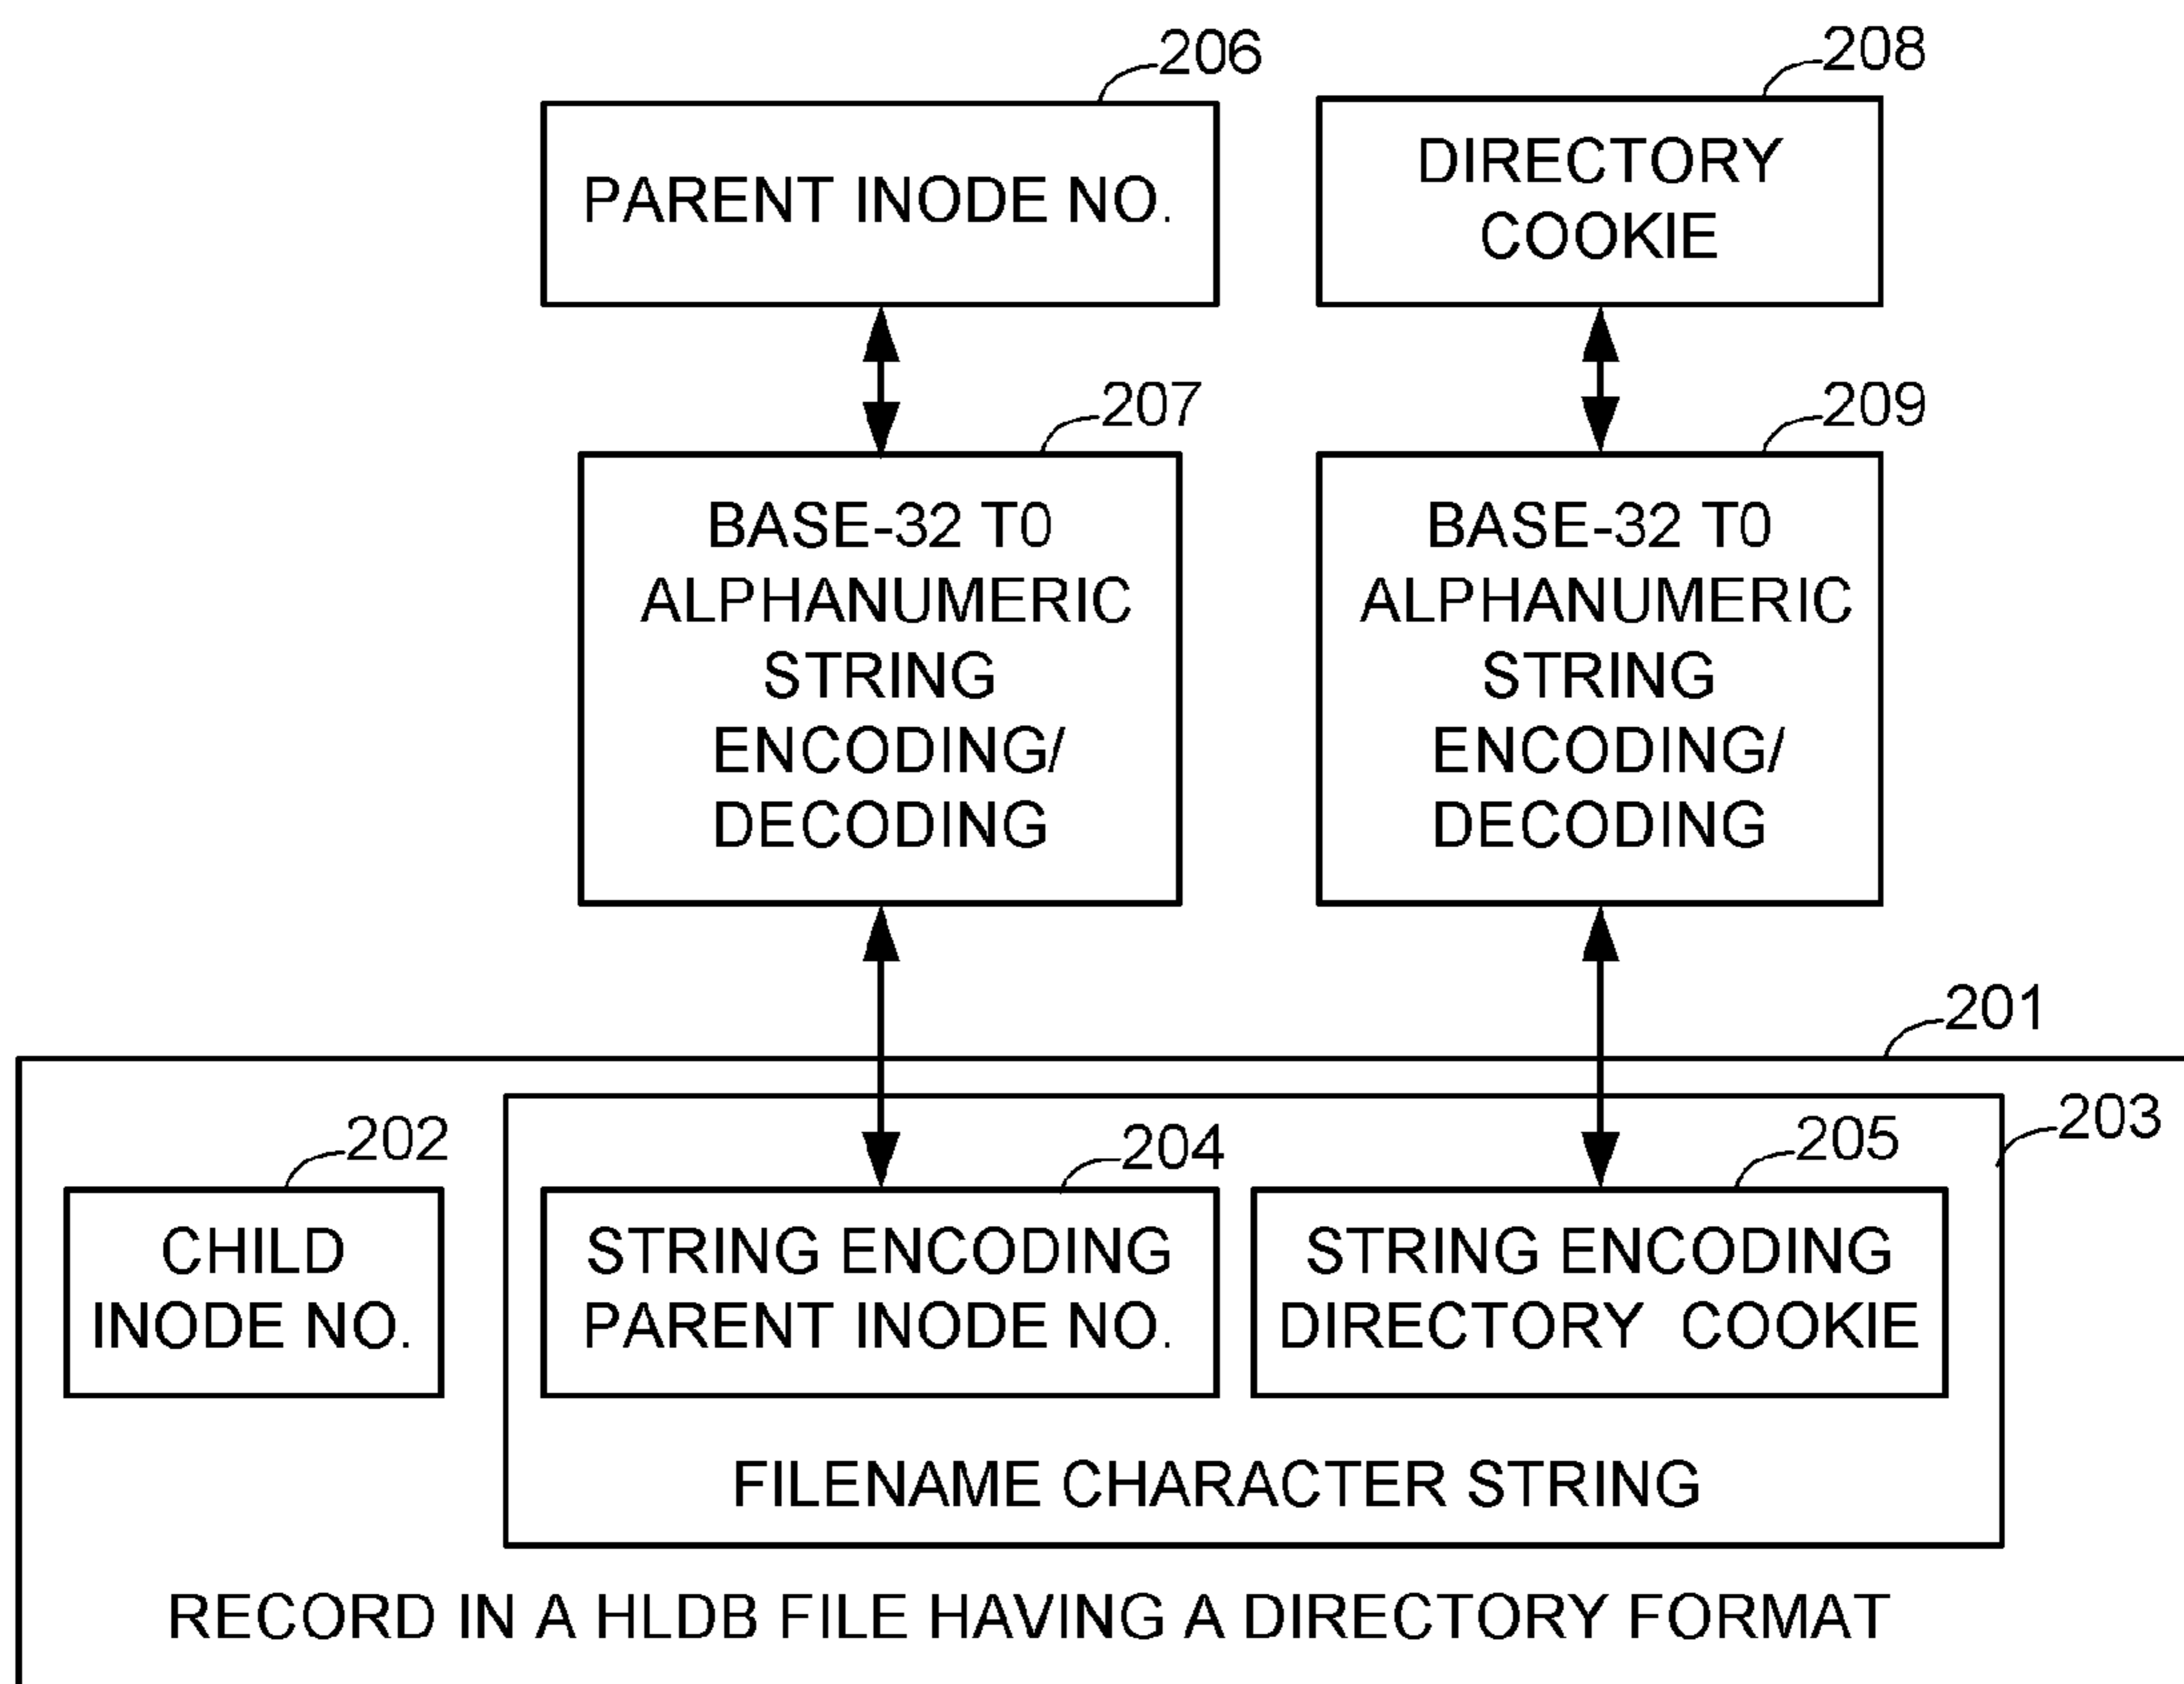 206
208
PARENT INODE NO.
DIRECTORY
COOKIE
207
209
BASE-32 T0
ALPHANUMERIC
STRING
ENCODING/
DECODING
BASE-32 T0
ALPHANUMERIC
STRING
ENCODING/
DECODING
201
202
204
205
203
CHILD
INODE NO.
STRING ENCODING
PARENT INODE NO.
STRING ENCODING
DIRECTORY COOKIE
FILENAME CHARACTER STRING
RECORD IN A HLDB FILE HAVING A DIRECTORY FORMAT